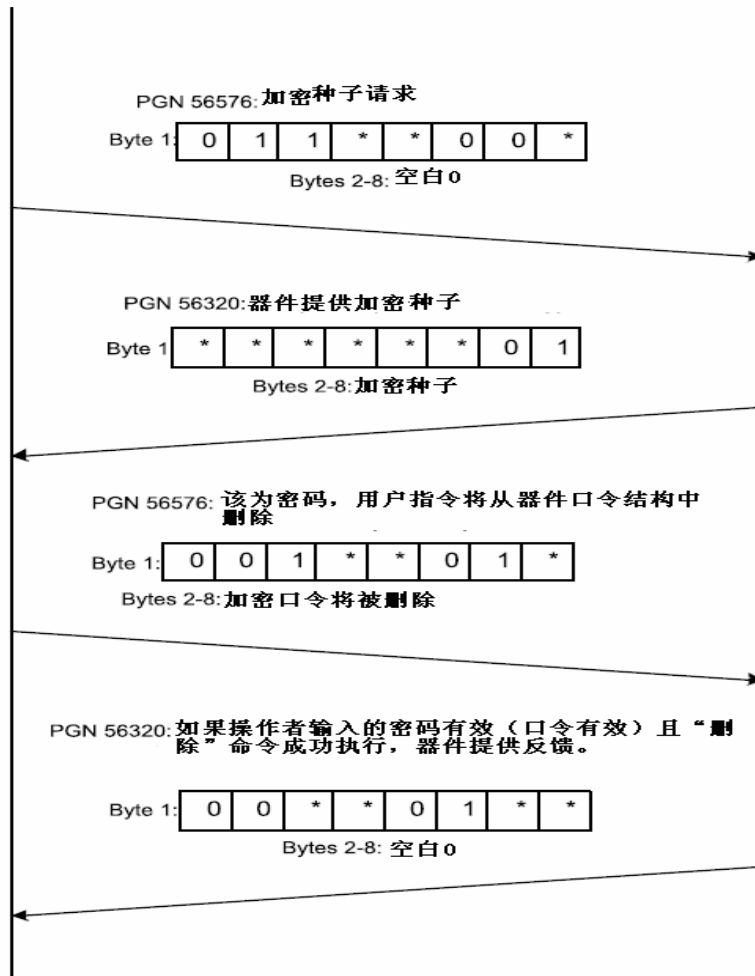 PGN 56576: 加密种子请求
Byte 1: 0 1 1 * * 0 0 *
Bytes 2-8: 空白0
PGN 56320: 器件提供加密种子
Byte 1 * * * * * * 0 1
Bytes 2-8: 加密种子
PGN 56576: 该为密码，用户指令将从器件口令结构中
删除
Byte 1: 0 0 1 * * 0 1 *
Bytes 2-8: 加密口令将被删除
PGN 56320: 如果操作者输入的密码有效（口令有效）且“删
除”命令成功执行，器件提供反馈。
Byte 1: 0 0 * * 0 1 * *
Bytes 2-8: 空白0